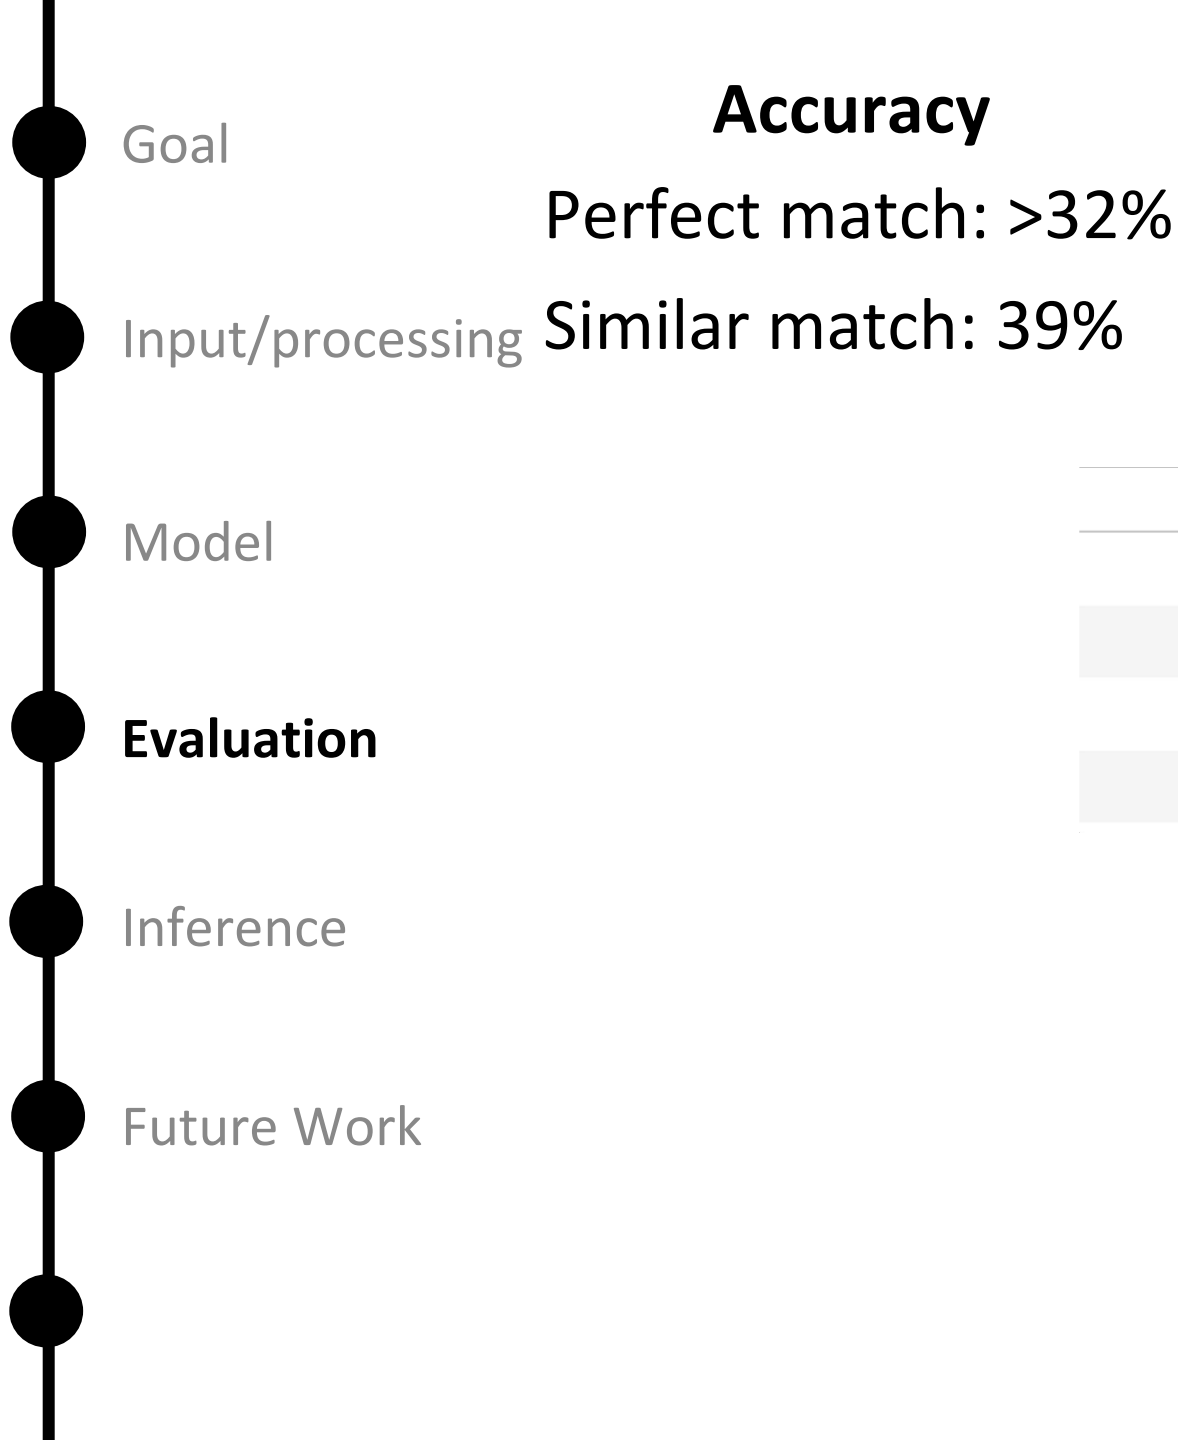 Goal
Input/processing
Model
Evaluation
Inference
Future Work
Accuracy
Perfect match: >32%
Similar match: 39%